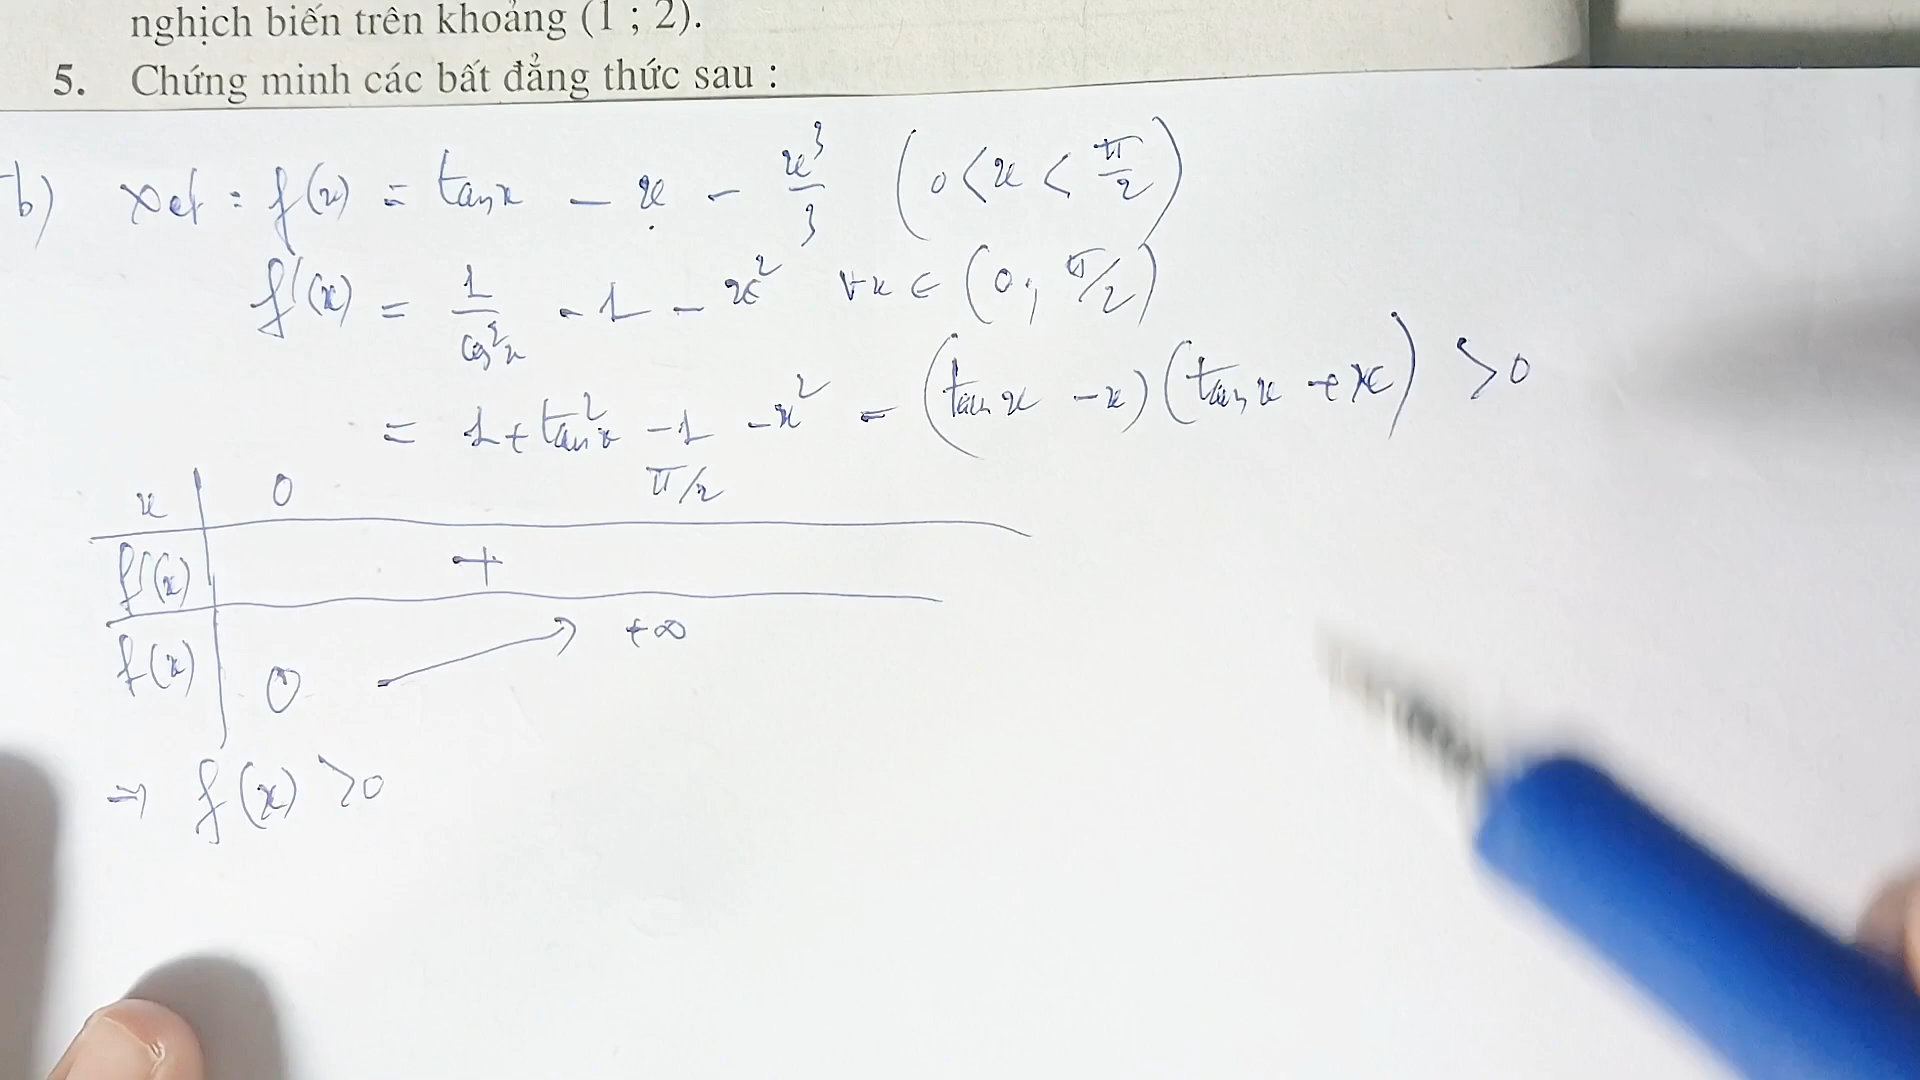 nghịch biến trên khoảng (1 ; 2).
5. Chứng minh các bất đẳng thức sau :
b) Xét : f(x) = tanx - x - x³/3 (0 < x < π/2)
f'(x) = 1/cos²x - 1 - x² ∀x ∈ (0; π/2)
= 1 + tan²x - 1 - x² = (tanx - x)(tanx + x) > 0
x 0 π/2
f'(x) +
f(x) 0 +∞
⇒ f(x) > 0